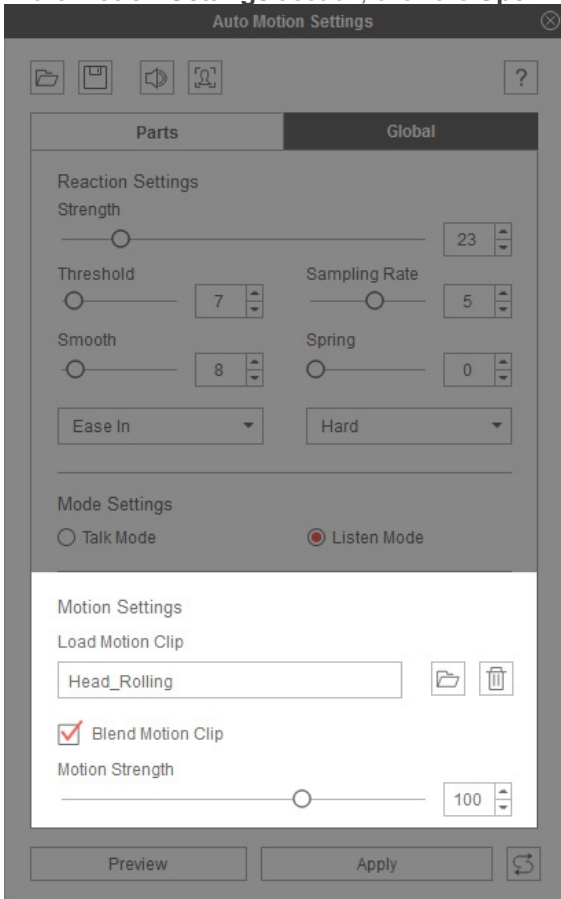 Auto Motion Settings
?
Parts Global
Reaction Settings
Strength
23
Threshold Sampling Rate
7 5
Smooth Spring
8 0
Ease In Hard
Mode Settings
Talk Mode Listen Mode
Motion Settings
Load Motion Clip
Head_Rolling
Blend Motion Clip
Motion Strength
100
Preview Apply